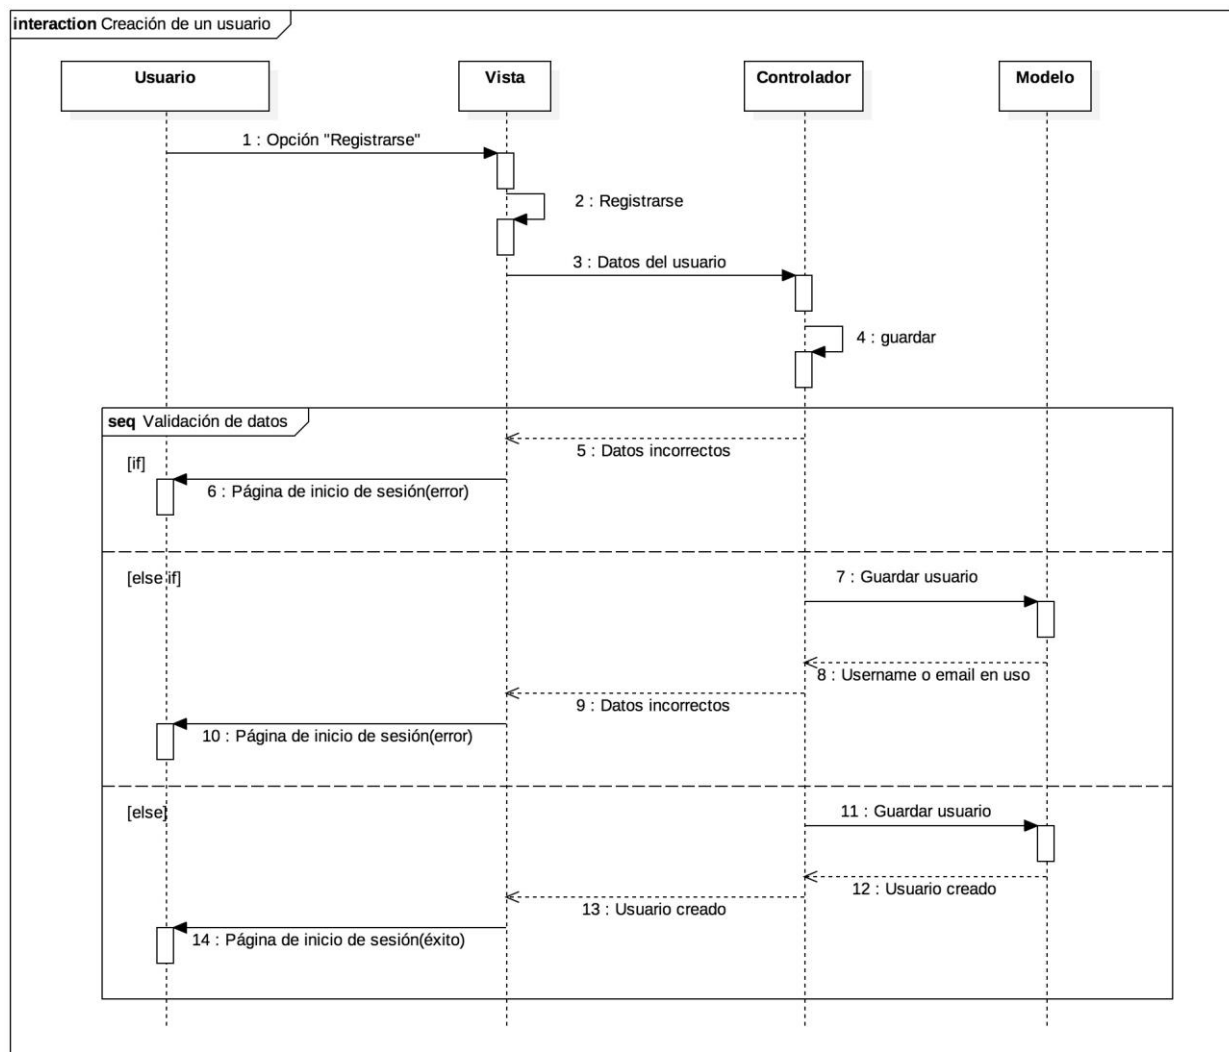 interaction Creación de un usuario
Usuario
Vista
Controlador
Modelo
1 : Opción "Registrarse"
2 : Registrarse
3 : Datos del usuario
4 : guardar
seq Validación de datos
5 : Datos incorrectos
[if]
6 : Página de inicio de sesión(error)
[else if]
7 : Guardar usuario
8 : Username o email en uso
9 : Datos incorrectos
10 : Página de inicio de sesión(error)
[else]
11 : Guardar usuario
12 : Usuario creado
13 : Usuario creado
14 : Página de inicio de sesión(éxito)